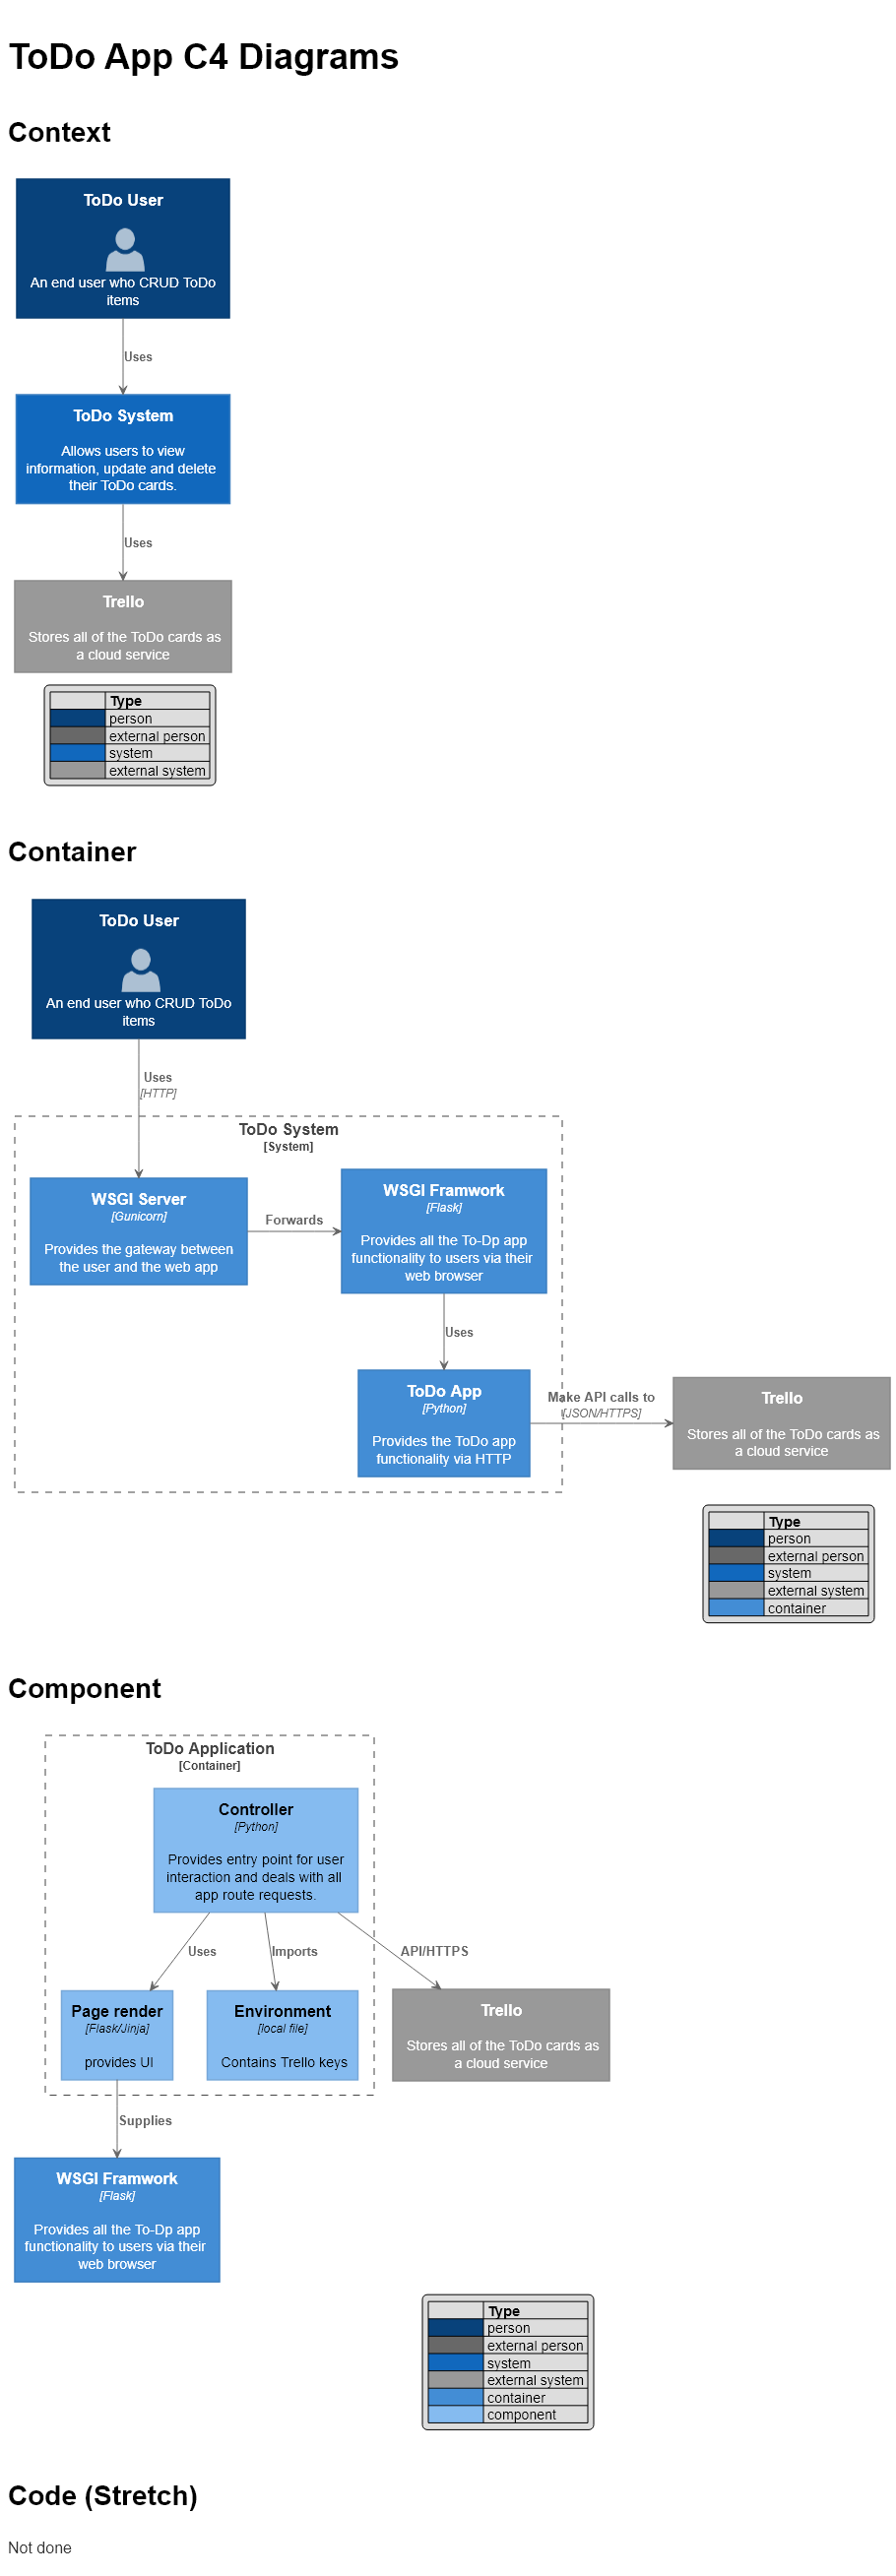 ToDo App C4 Diagrams
Context
ToDo User
An end user who CRUD ToDo
items
Uses
ToDo System
Allows users to view
information, update and delete
their ToDo cards.
Uses
Trello
Stores all of the ToDo cards as
a cloud service
Type
person
external person
system
external system
Container
ToDo User
An end user who CRUD ToDo
items
Uses
[HTTP]
ToDo System
[System]
WSGI Server
[Gunicorn]
Provides the gateway between
the user and the web app
Forwards
WSGI Framwork
[Flask]
Provides all the To-Dp app
functionality to users via their
web browser
Uses
ToDo App
[Python]
Provides the ToDo app
functionality via HTTP
Make API calls to
[JSON/HTTPS]
Trello
Stores all of the ToDo cards as
a cloud service
Type
person
external person
system
external system
container
Component
ToDo Application
[Container]
Controller
[Python]
Provides entry point for user
interaction and deals with all
app route requests.
Uses
Imports
API/HTTPS
Page render
[Flask/Jinja]
provides UI
Environment
[local file]
Contains Trello keys
Trello
Stores all of the ToDo cards as
a cloud service
Supplies
WSGI Framwork
[Flask]
Provides all the To-Dp app
functionality to users via their
web browser
Type
person
external person
system
external system
container
component
Code (Stretch)
Not done